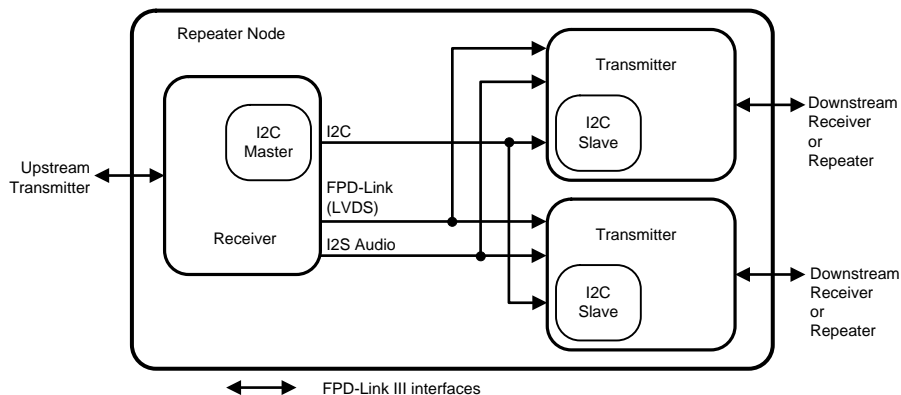 Repeater Node
Upstream
Transmitter
Receiver
I2C
Master
I2C
FPD-Link
(LVDS)
I2S Audio
Transmitter
I2C
Slave
Downstream
Receiver
or
Repeater
Transmitter
I2C
Slave
Downstream
Receiver
or
Repeater
FPD-Link III interfaces